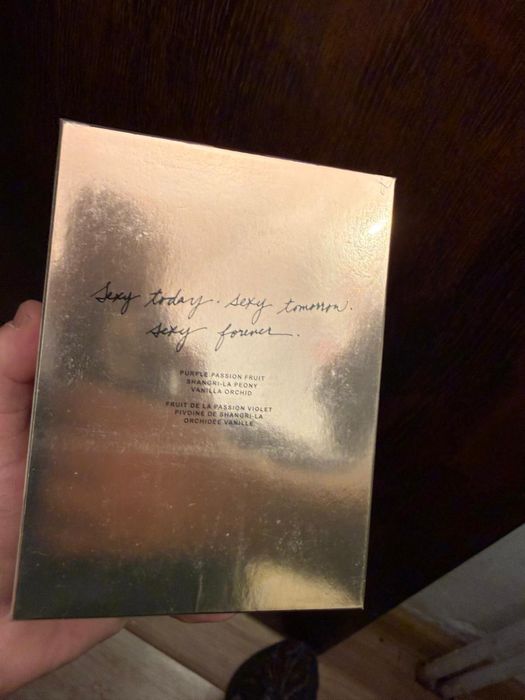 Sexy today. Sexy tomorrow.
Sexy forever.
PURPLE PASSION FRUIT
SHANGRI-LA PEONY
VANILLA ORCHID
FRUIT DE LA PASSION VIOLET
PIVOINE DE SHANGRI-LA
ORCHIDÉE VANILLE